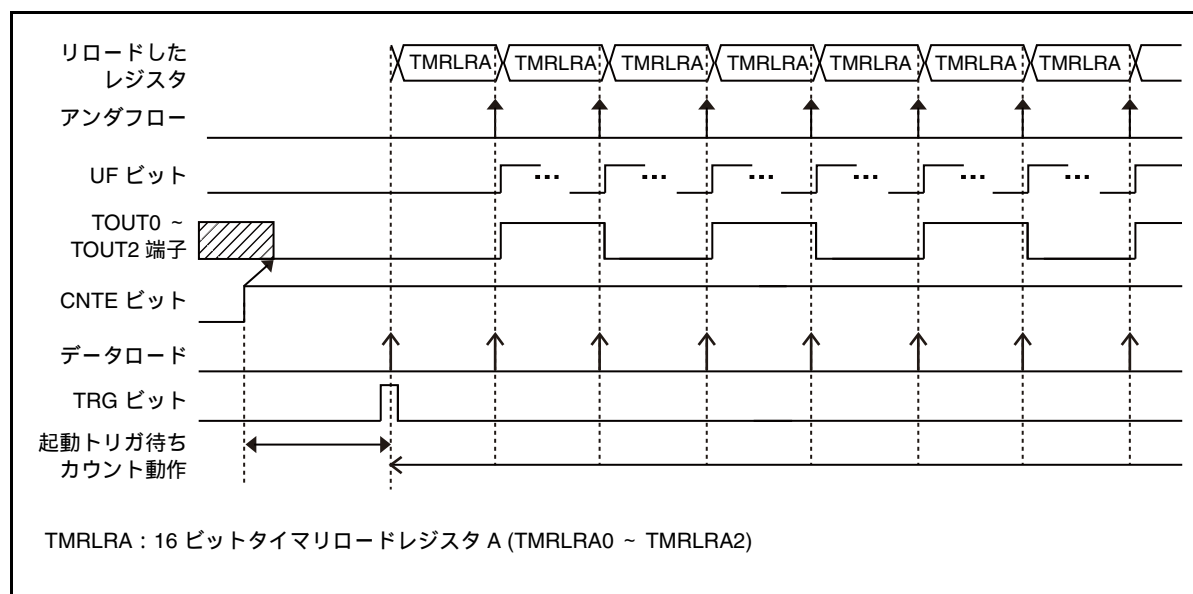 リロードした
レジスタ
TMRLRA TMRLRA TMRLRA TMRLRA TMRLRA TMRLRA TMRLRA
アンダフロー
UF ビット
... ... ... ... ... ...
TOUT0 ~
TOUT2 端子
CNTE ビット
データロード
TRG ビット
起動トリガ待ち
カウント動作
TMRLRA : 16 ビットタイマリロードレジスタ A (TMRLRA0 ~ TMRLRA2)